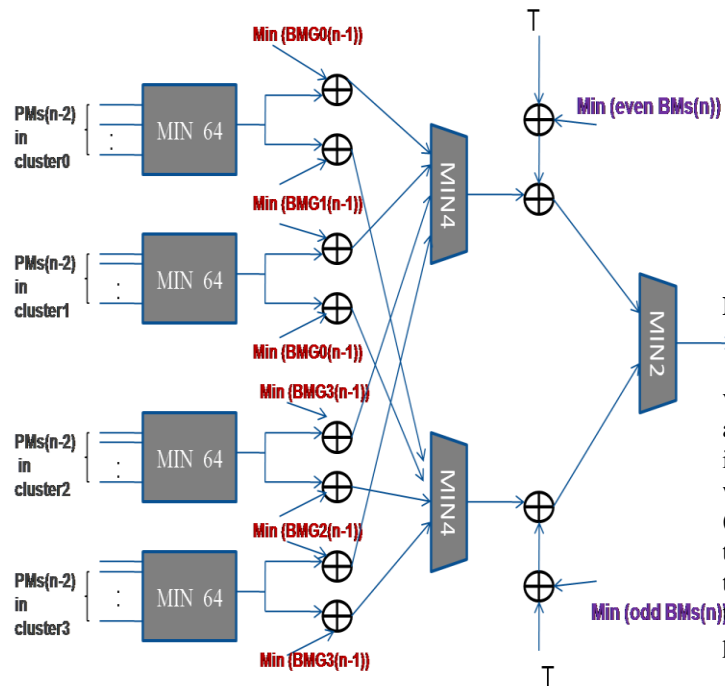 T
Min {BMG0(n-1)}
PMs(n-2)
in
cluster0
MIN 64
Min (even BMs(n))
MIN4
Min {BMG1(n-1)}
PMs(n-2)
in
cluster1
MIN 64
MIN2
Min {BMG0(n-1)}
Min {BMG3(n-1)}
PMs(n-2)
in
cluster2
MIN 64
MIN4
Min {BMG2(n-1)}
PMs(n-2)
in
cluster3
MIN 64
Min (odd BMs(n))
Min {BMG3(n-1)}
T